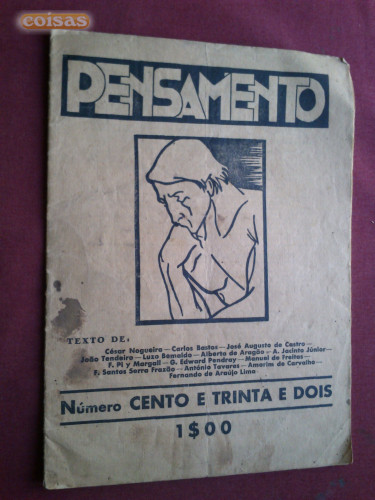 coisas
PENSAMENTO
TEXTO DE:
César Nogueira — Carlos Bastos — José Augusto de Castro —
João Tendeiro — Luzo Bemaldo — Alberto de Aragão — A. Jacinto Júnior —
F. Pi y Margall — G. Edward Pendray — Manuel de Freitas —
F. Santos Serra Frazão — António Tavares — Amorim de Carvalho —
Fernando de Araújo Lima
Número CENTO E TRINTA E DOIS
1$00